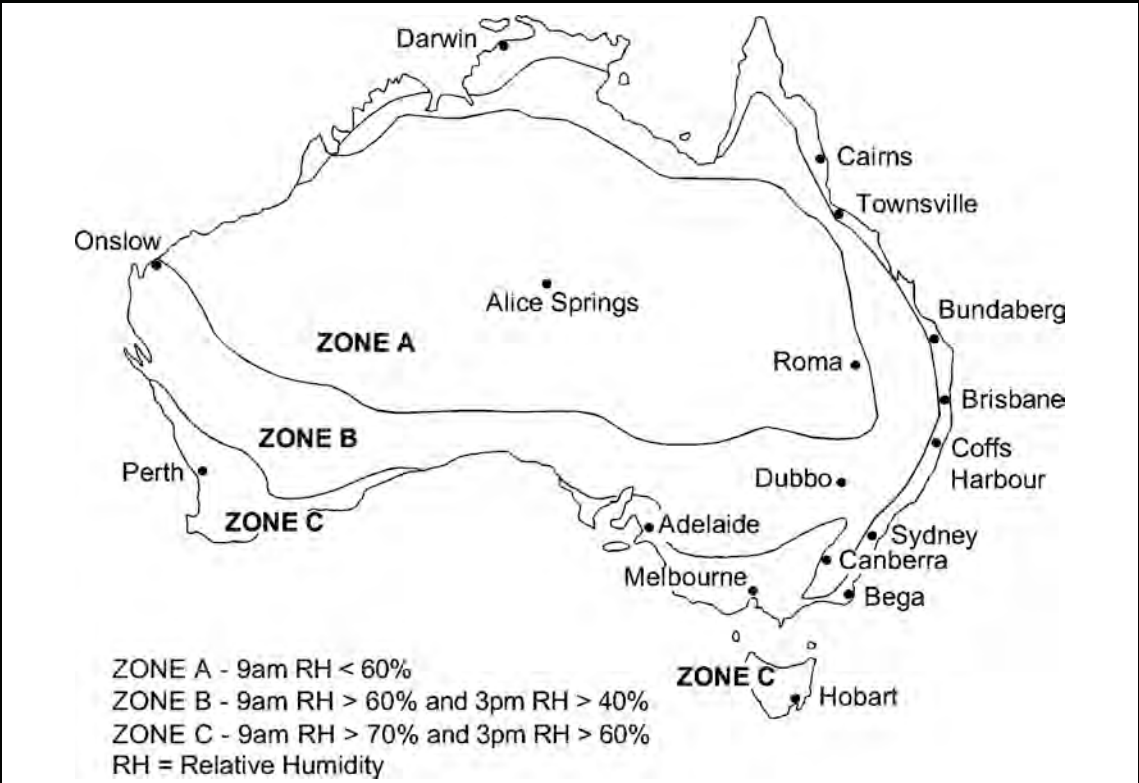 Darwin
Cairns
Townsville
Onslow
Alice Springs
Bundaberg
ZONE A
Roma
Brisbane
ZONE B
Coffs
Harbour
Perth
Dubbo
ZONE C
Adelaide
Sydney
Canberra
Melbourne
Bega
ZONE C
Hobart
ZONE A - 9am RH < 60%
ZONE B - 9am RH > 60% and 3pm RH > 40%
ZONE C - 9am RH > 70% and 3pm RH > 60%
RH = Relative Humidity